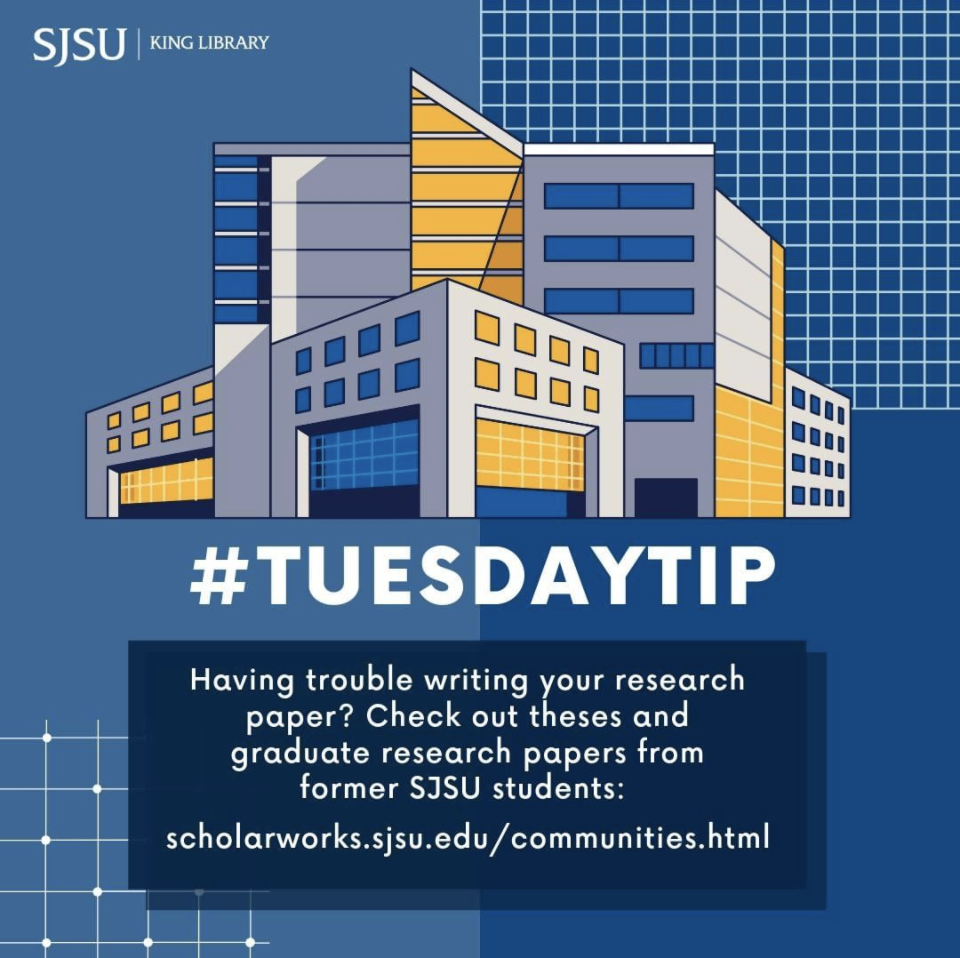 SJSU | KING LIBRARY
#TUESDAYTIP
Having trouble writing your research
paper? Check out theses and
graduate research papers from
former SJSU students:
scholarworks.sjsu.edu/communities.html